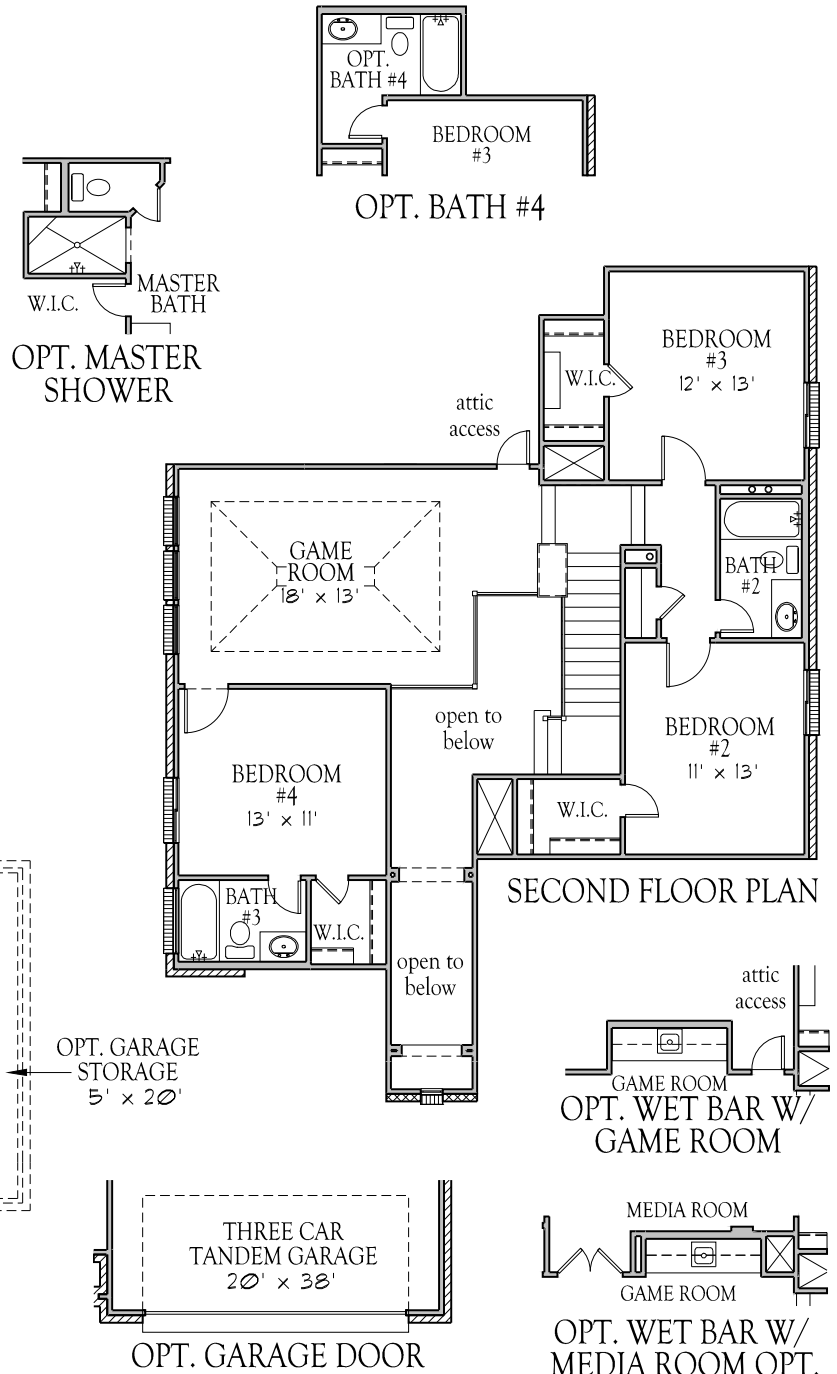 OPT.
BATH #4
BEDROOM
#3
OPT. BATH #4
MASTER
BATH
W.I.C.
OPT. MASTER
SHOWER
BEDROOM
#3
12' x 13'
W.I.C.
attic
access
GAME
ROOM
18' x 13'
BATH
#2
open to
below
BEDROOM
#2
11' x 13'
BEDROOM
#4
13' x 11'
W.I.C.
SECOND FLOOR PLAN
BATH
#3
W.I.C.
open to
below
attic
access
OPT. GARAGE
STORAGE
5' x 20'
GAME ROOM
OPT. WET BAR W/
GAME ROOM
THREE CAR
TANDEM GARAGE
20' x 38'
OPT. GARAGE DOOR
MEDIA ROOM
GAME ROOM
OPT. WET BAR W/
MEDIA ROOM OPT.